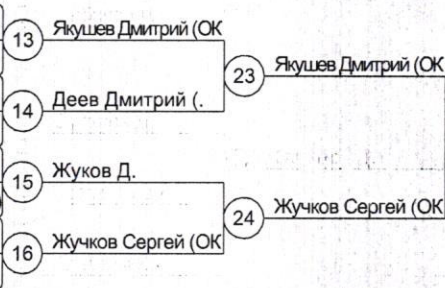 13 Якушев Дмитрий (ОК
23 Якушев Дмитрий (ОК
14 Деев Дмитрий (.
15 Жуков Д.
24 Жучков Сергей (ОК
16 Жучков Сергей (ОК